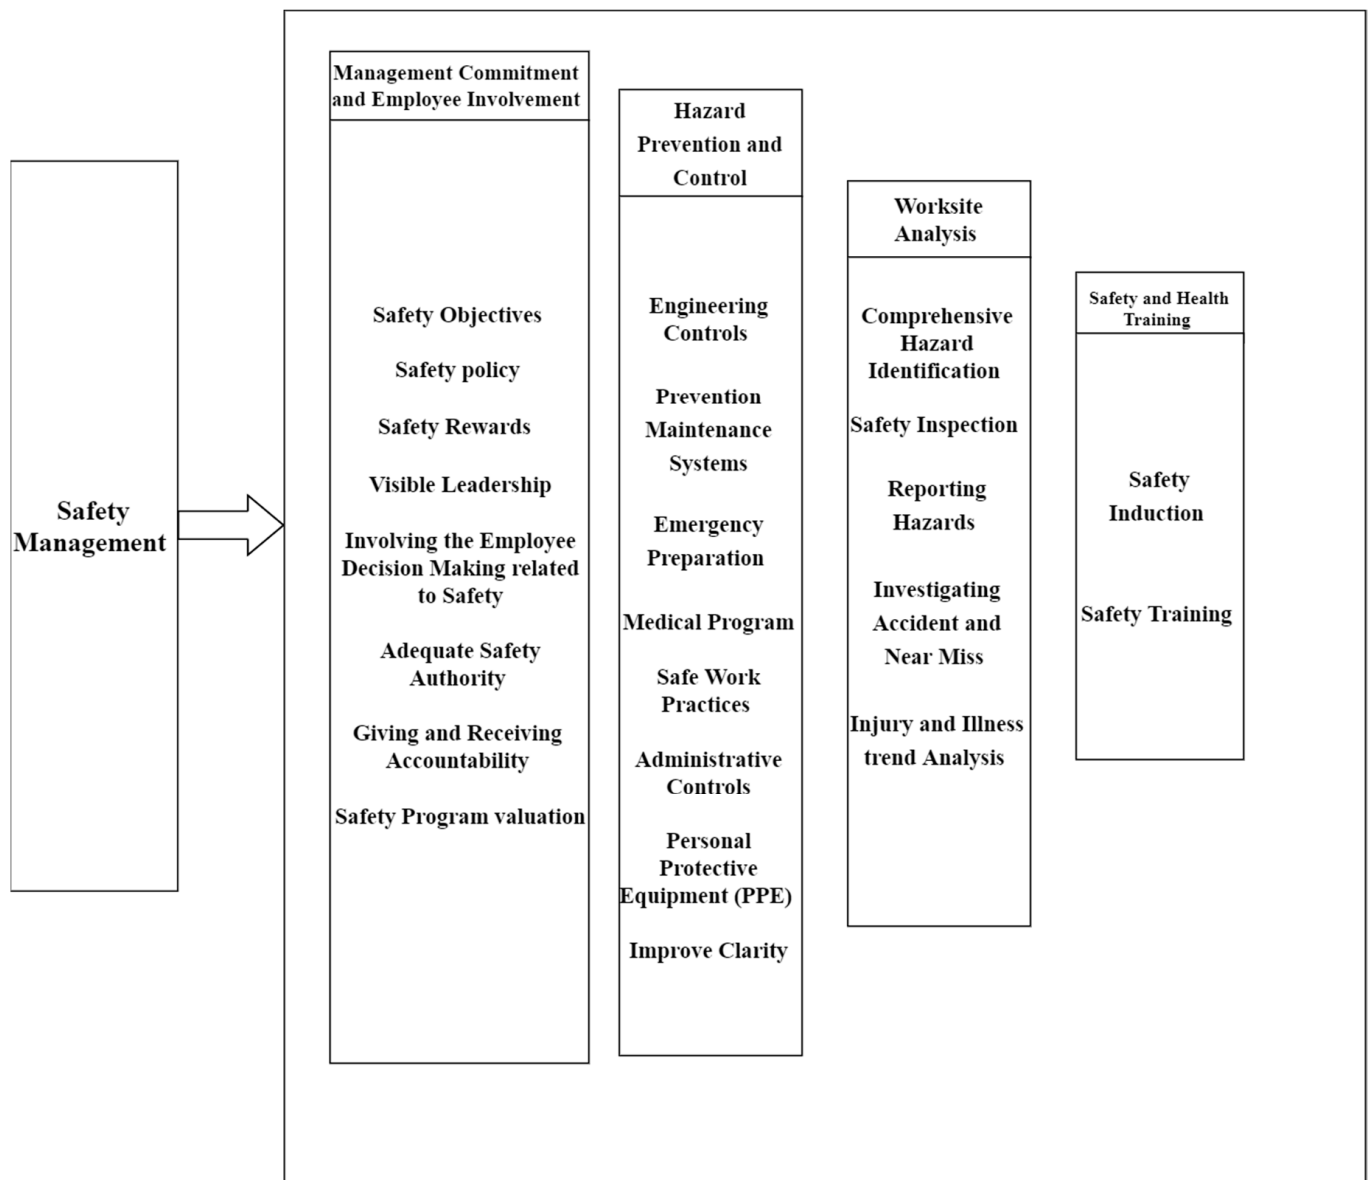 Safety
Management
Management Commitment
and Employee Involvement
Safety Objectives
Safety policy
Safety Rewards
Visible Leadership
Involving the Employee
Decision Making related
to Safety
Adequate Safety
Authority
Giving and Receiving
Accountability
Safety Program valuation
Hazard
Prevention and
Control
Engineering
Controls
Prevention
Maintenance
Systems
Emergency
Preparation
Medical Program
Safe Work
Practices
Administrative
Controls
Personal
Protective
Equipment (PPE)
Improve Clarity
Worksite
Analysis
Comprehensive
Hazard
Identification
Safety Inspection
Reporting
Hazards
Investigating
Accident and
Near Miss
Injury and Illness
trend Analysis
Safety and Health
Training
Safety
Induction
Safety Training